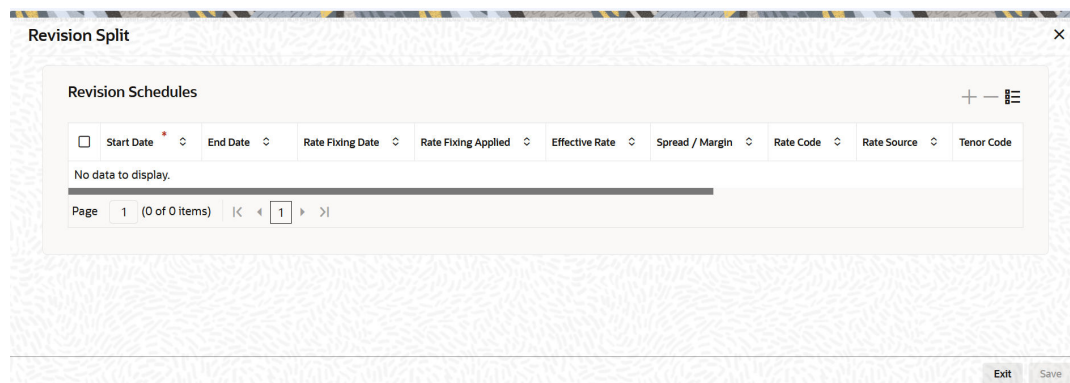 Revision Split
Revision Schedules
Start Date * End Date Rate Fixing Date Rate Fixing Applied Effective Rate Spread / Margin Rate Code Rate Source Tenor Code
No data to display.
Page 1 (0 of 0 items) 1
Exit Save